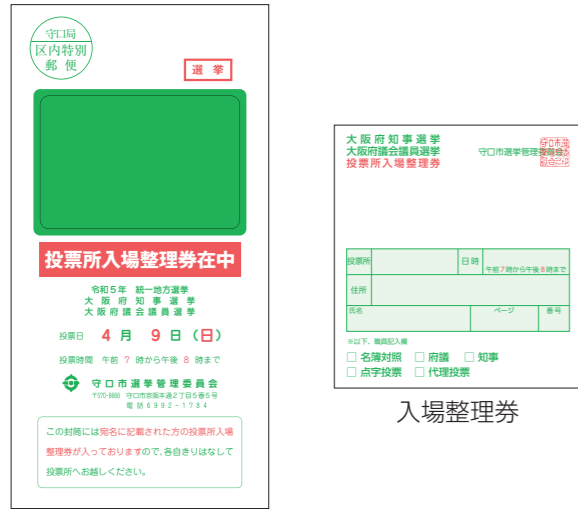 守口局
区内特別
郵便
選挙
投票所入場整理券在中
令和5年 統一地方選挙
大阪府知事選挙
大阪府議会議員選挙
投票日 4月 9日(日)
投票時間 午前 7 時から午後 8 時まで
守口市選挙管理委員会
〒570-8666 守口市京阪本通2丁目5番5号
電話6992-1784
この封筒には宛名に記載された方の投票所入場
整理券が入っておりますので、各自きりはなして
投票所へお越しください。
大阪府知事選挙
大阪府議会議員選挙
投票所入場整理券
守口市選挙管理委員会
投票所
日時
午前7時から午後8時まで
住所
氏名
ページ
番号
※以下、職員記入欄
□ 名簿対照 □ 府議 □ 知事
□ 点字投票 □ 代理投票
入場整理券